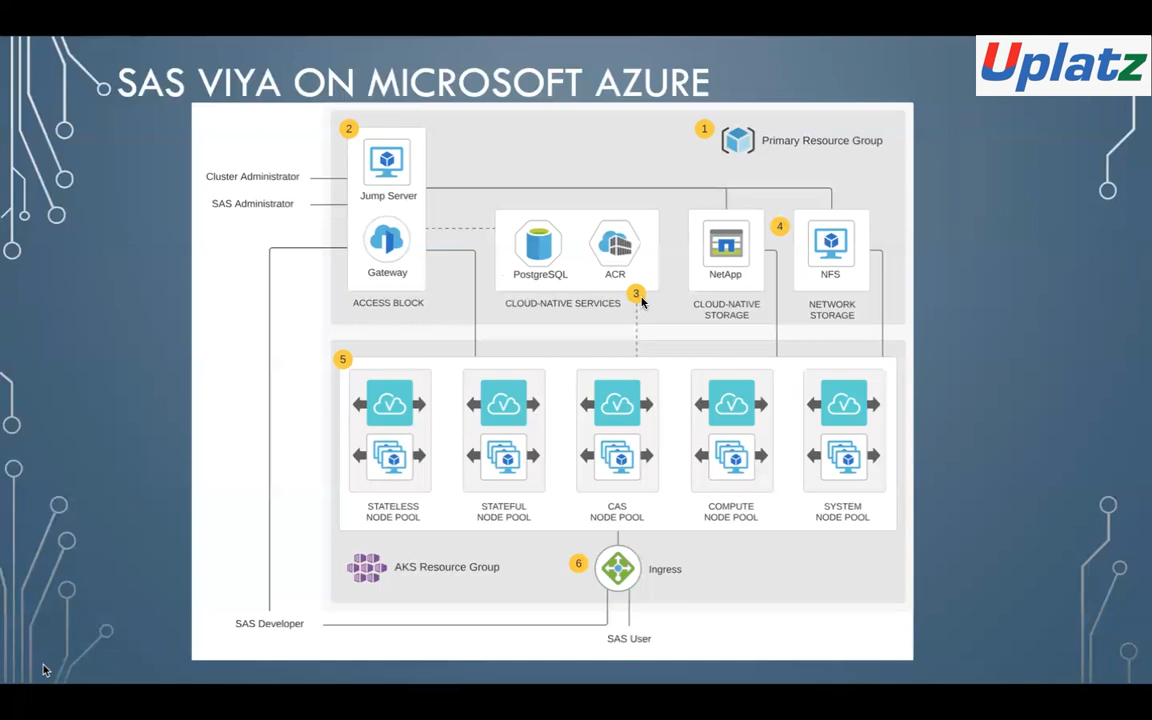 Uplatz
SAS VIYA ON MICROSOFT AZURE
2
1
Primary Resource Group
Cluster Administrator
SAS Administrator
Jump Server
Gateway
ACCESS BLOCK
PostgreSQL
ACR
3
CLOUD-NATIVE SERVICES
4
NetApp
CLOUD-NATIVE
STORAGE
NFS
NETWORK
STORAGE
5
STATELESS
NODE POOL
STATEFUL
NODE POOL
CAS
NODE POOL
COMPUTE
NODE POOL
SYSTEM
NODE POOL
AKS Resource Group
6
Ingress
SAS Developer
SAS User